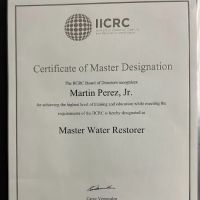 IICRC
Certificate of Master Designation
The IICRC Board of Directors recognizes
Martin Perez, Jr.
for achieving the highest level of training and education while meeting the
requirements of the IICRC is hereby designated as
Master Water Restorer